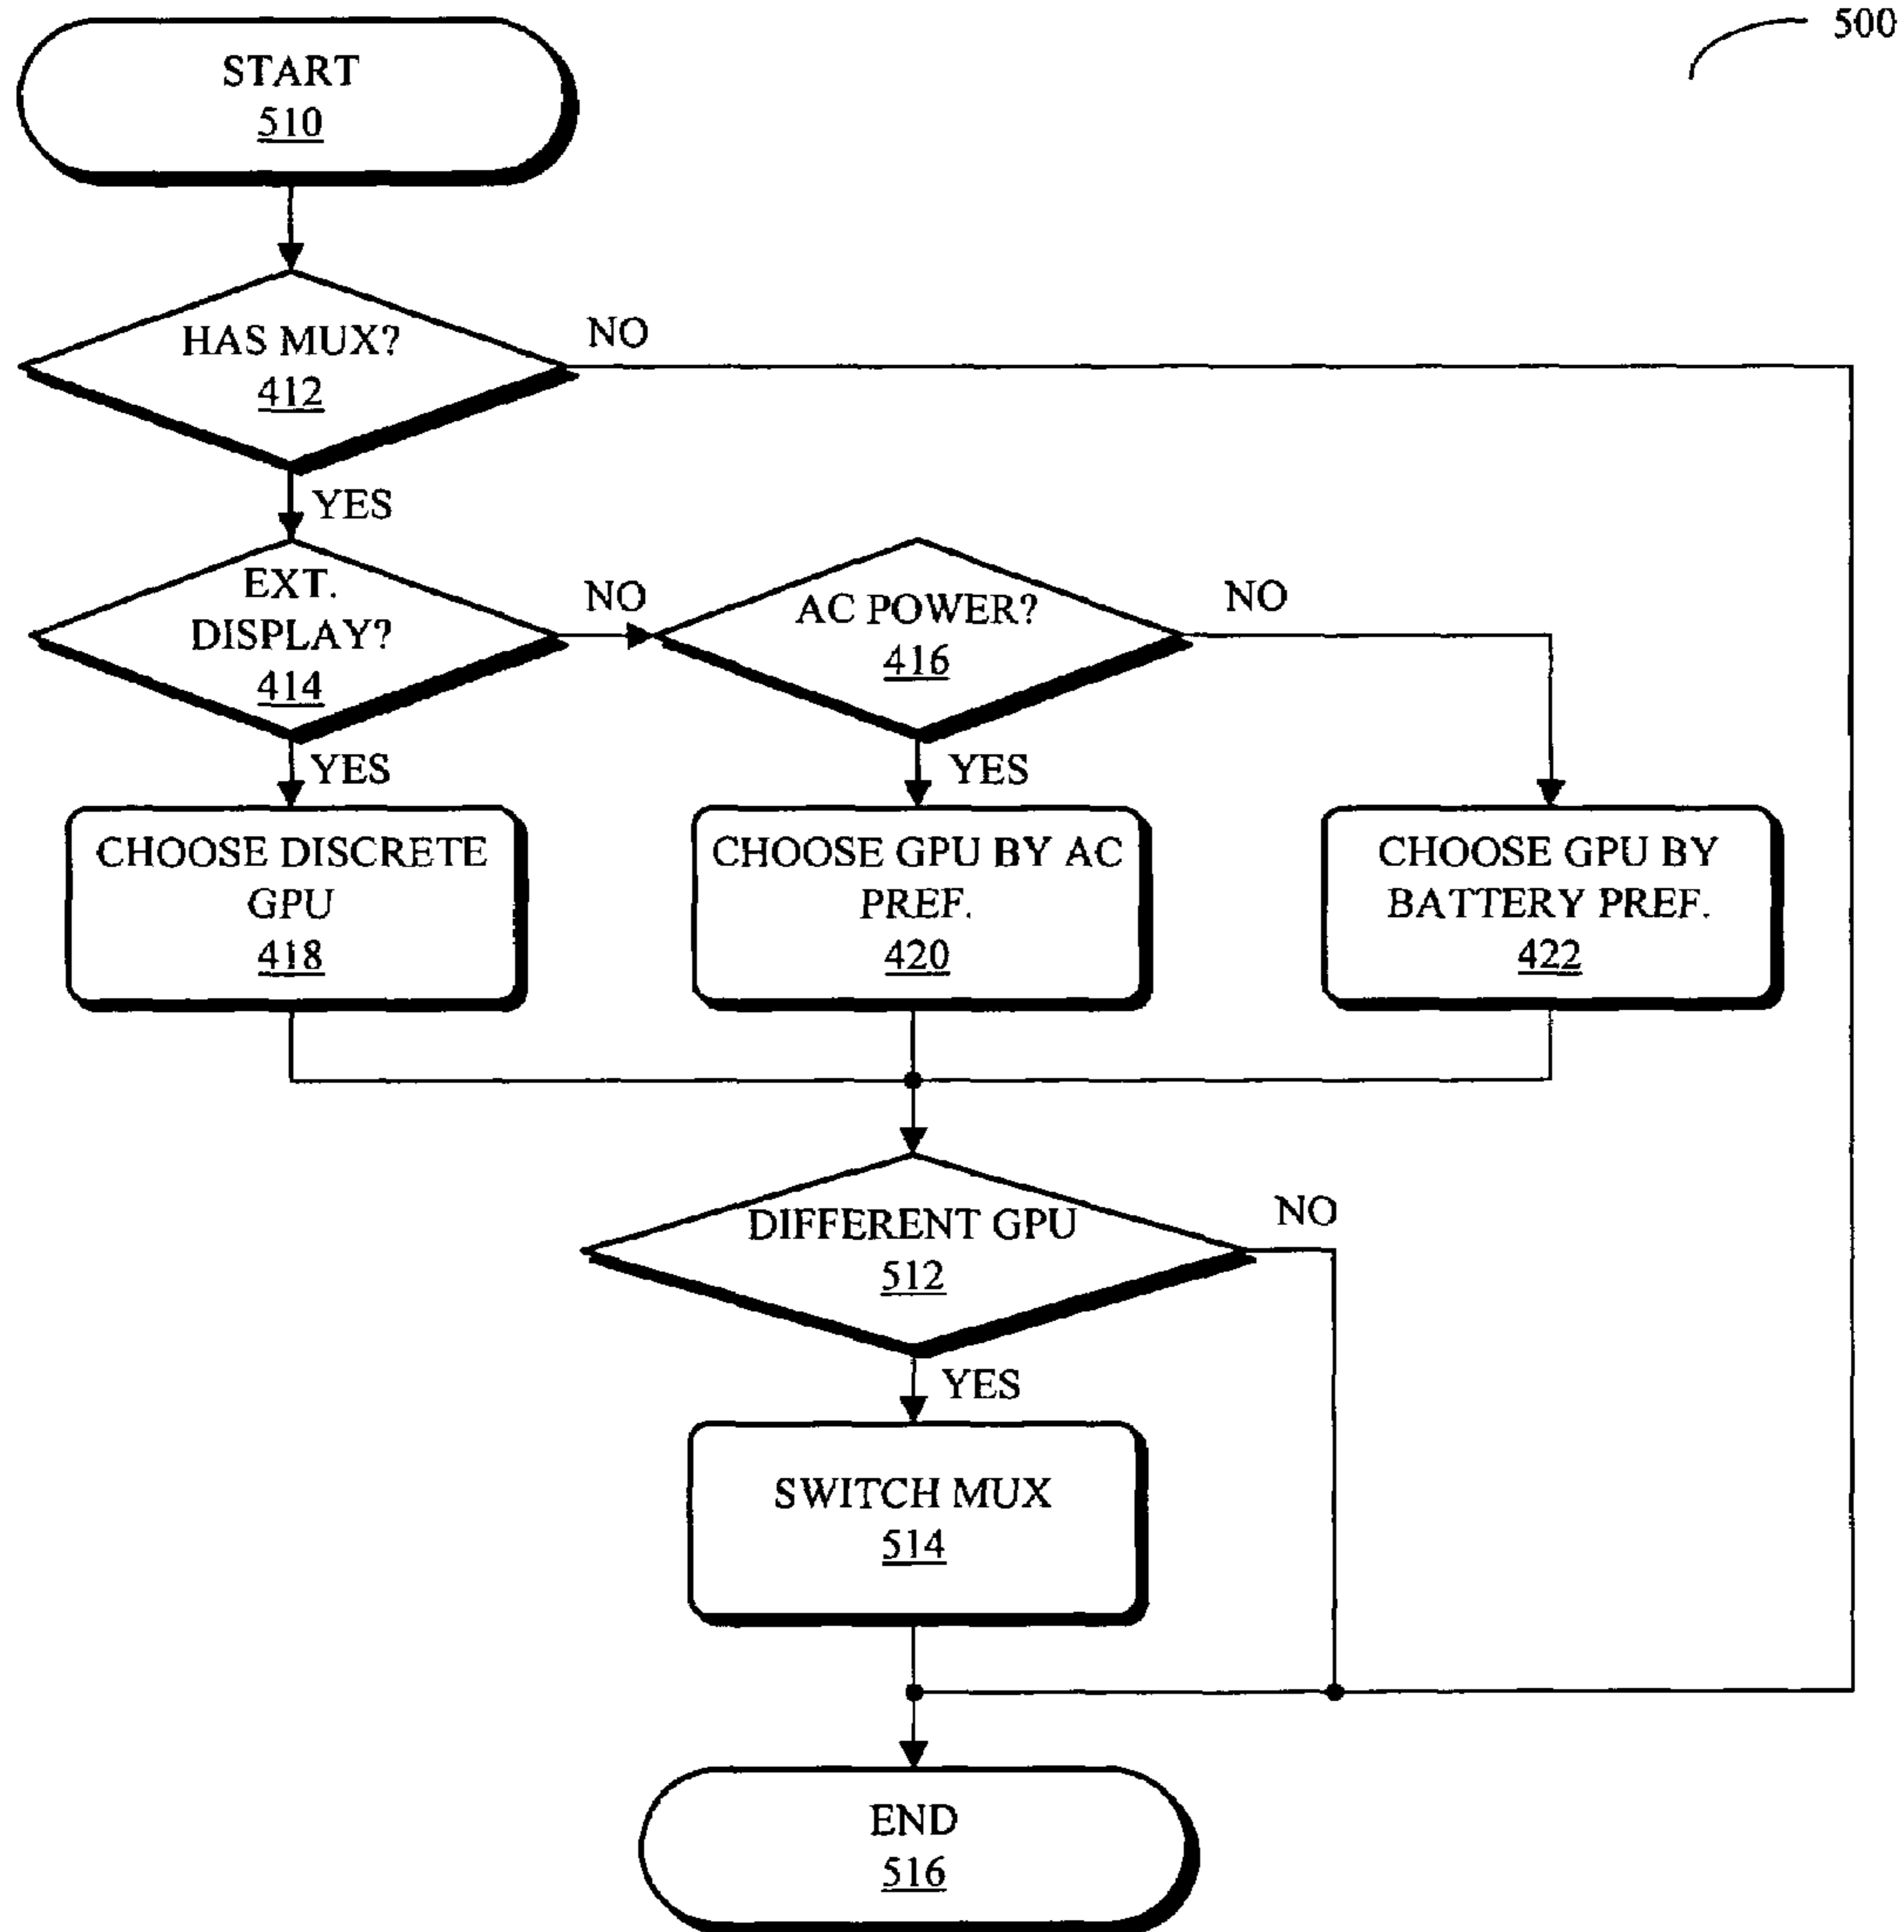 500
START
510
HAS MUX?
412
NO
YES
EXT.
DISPLAY?
414
NO
AC POWER?
416
NO
YES
YES
CHOOSE DISCRETE
GPU
418
CHOOSE GPU BY AC
PREF.
420
CHOOSE GPU BY
BATTERY PREF.
422
DIFFERENT GPU
512
NO
YES
SWITCH MUX
514
END
516